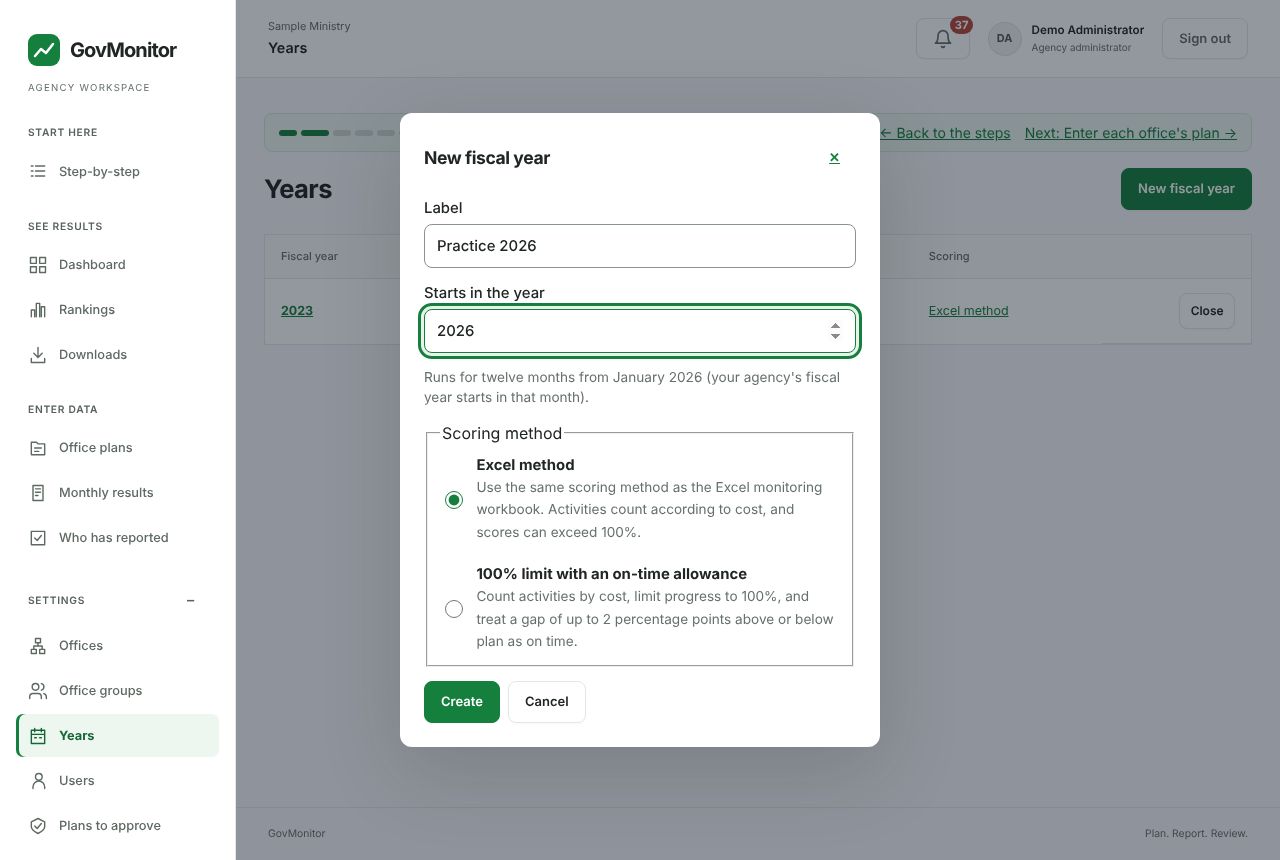 GovMonitor
AGENCY WORKSPACE
START HERE
Step-by-step
SEE RESULTS
Dashboard
Rankings
Downloads
ENTER DATA
Office plans
Monthly results
Who has reported
SETTINGS
Offices
Office groups
Years
Users
Plans to approve
Sample Ministry
Years
37
DA
Demo Administrator
Agency administrator
Sign out
← Back to the steps
Next: Enter each office's plan →
Years
New fiscal year
Fiscal year
Scoring
2023
Excel method
Close
New fiscal year
×
Label
Practice 2026
Starts in the year
2026
Runs for twelve months from January 2026 (your agency's fiscal
year starts in that month).
Scoring method
Excel method
Use the same scoring method as the Excel monitoring
workbook. Activities count according to cost, and
scores can exceed 100%.
100% limit with an on-time allowance
Count activities by cost, limit progress to 100%, and
treat a gap of up to 2 percentage points above or below
plan as on time.
Create
Cancel
GovMonitor
Plan. Report. Review.